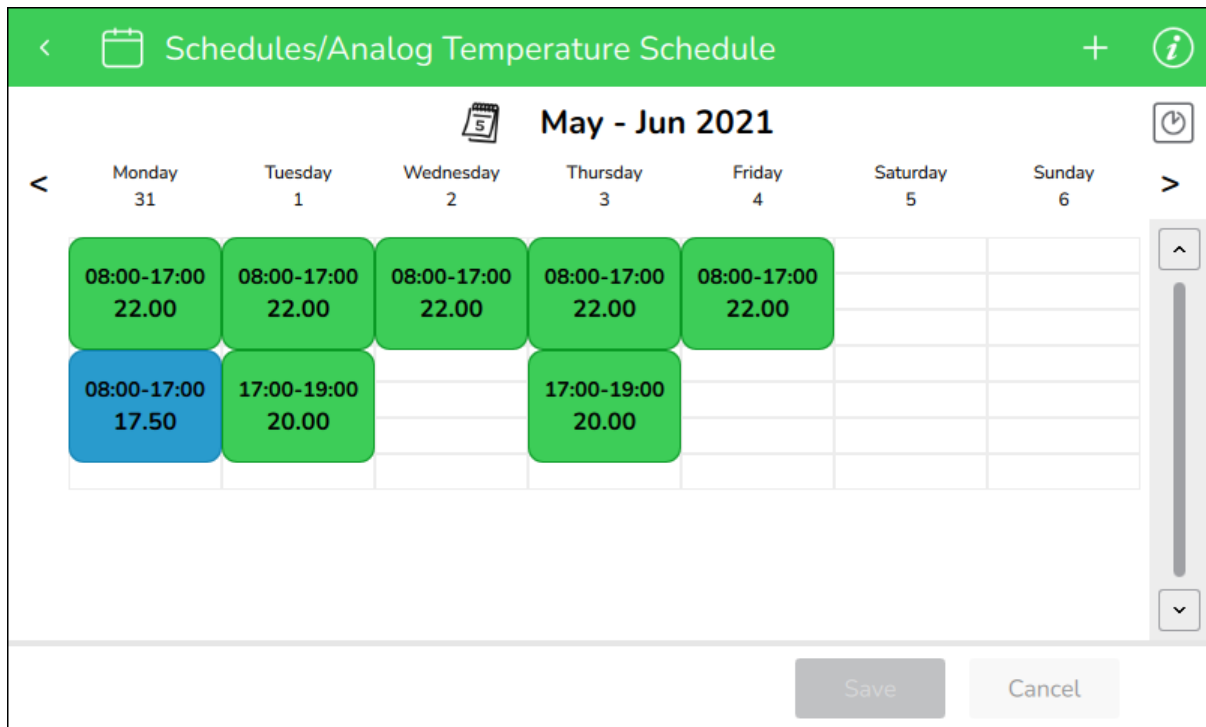 Schedules/Analog Temperature Schedule
5
May - Jun 2021
< Monday Tuesday Wednesday Thursday Friday Saturday Sunday >
31 1 2 3 4 5 6
08:00-17:00 08:00-17:00 08:00-17:00 08:00-17:00 08:00-17:00
22.00 22.00 22.00 22.00 22.00
08:00-17:00 17:00-19:00 17:00-19:00
17.50 20.00 20.00
Save Cancel